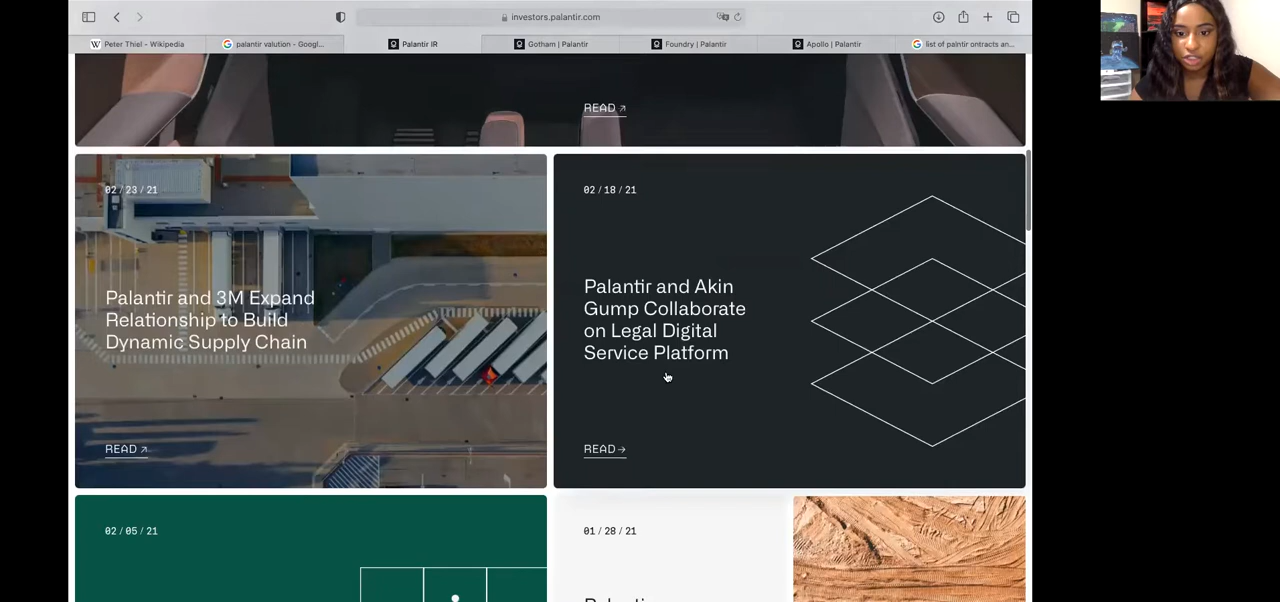 investors.palantir.com
Peter Thiel - Wikipedia
palantir valution - Googl...
Palantir IR
Gotham | Palantir
Foundry | Palantir
Apollo | Palantir
list of palntir ontracts an...
READ
02 / 23 / 21
Palantir and 3M Expand
Relationship to Build
Dynamic Supply Chain
READ
02 / 18 / 21
Palantir and Akin
Gump Collaborate
on Legal Digital
Service Platform
READ
02 / 05 / 21
01 / 28 / 21